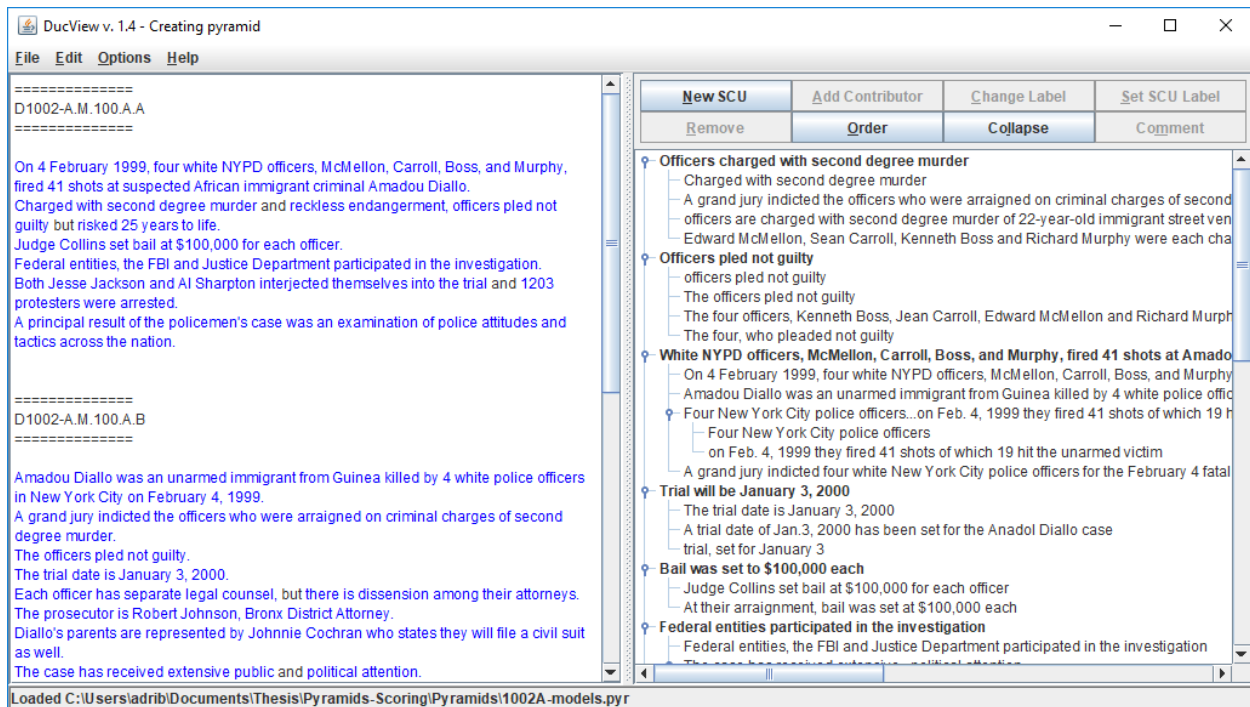 DucView v. 1.4 - Creating pyramid
File Edit Options Help
==============
D1002-A.M.100.A.A
==============
On 4 February 1999, four white NYPD officers, McMellon, Carroll, Boss, and Murphy,
fired 41 shots at suspected African immigrant criminal Amadou Diallo.
Charged with second degree murder and reckless endangerment, officers pled not
guilty but risked 25 years to life.
Judge Collins set bail at $100,000 for each officer.
Federal entities, the FBI and Justice Department participated in the investigation.
Both Jesse Jackson and Al Sharpton interjected themselves into the trial and 1203
protesters were arrested.
A principal result of the policemen's case was an examination of police attitudes and
tactics across the nation.
==============
D1002-A.M.100.A.B
==============
Amadou Diallo was an unarmed immigrant from Guinea killed by 4 white police officers
in New York City on February 4, 1999.
A grand jury indicted the officers who were arraigned on criminal charges of second
degree murder.
The officers pled not guilty.
The trial date is January 3, 2000.
Each officer has separate legal counsel, but there is dissension among their attorneys.
The prosecutor is Robert Johnson, Bronx District Attorney.
Diallo's parents are represented by Johnnie Cochran who states they will file a civil suit
as well.
The case has received extensive public and political attention.
New SCU Add Contributor Change Label Set SCU Label
Remove Order Collapse Comment
Officers charged with second degree murder
Charged with second degree murder
A grand jury indicted the officers who were arraigned on criminal charges of second
officers are charged with second degree murder of 22-year-old immigrant street ven
Edward McMellon, Sean Carroll, Kenneth Boss and Richard Murphy were each cha
Officers pled not guilty
officers pled not guilty
The officers pled not guilty
The four officers, Kenneth Boss, Jean Carroll, Edward McMellon and Richard Murph
The four, who pleaded not guilty
White NYPD officers, McMellon, Carroll, Boss, and Murphy, fired 41 shots at Amado
On 4 February 1999, four white NYPD officers, McMellon, Carroll, Boss, and Murphy
Amadou Diallo was an unarmed immigrant from Guinea killed by 4 white police offic
Four New York City police officers...on Feb. 4, 1999 they fired 41 shots of which 19 h
Four New York City police officers
on Feb. 4, 1999 they fired 41 shots of which 19 hit the unarmed victim
A grand jury indicted four white New York City police officers for the February 4 fatal
Trial will be January 3, 2000
The trial date is January 3, 2000
A trial date of Jan.3, 2000 has been set for the Anadol Diallo case
trial, set for January 3
Bail was set to $100,000 each
Judge Collins set bail at $100,000 for each officer
At their arraignment, bail was set at $100,000 each
Federal entities participated in the investigation
Federal entities, the FBI and Justice Department participated in the investigation
The case has received extensive...political attention
Loaded C:\Users\adrib\Documents\Thesis\Pyramids-Scoring\Pyramids\1002A-models.pyr